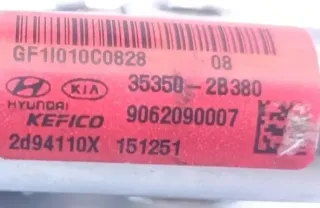 GF1I010C0828 08
KIA 35350-2B380
HYUNDAI
KEFICO 9062090007
2d94110X 151251